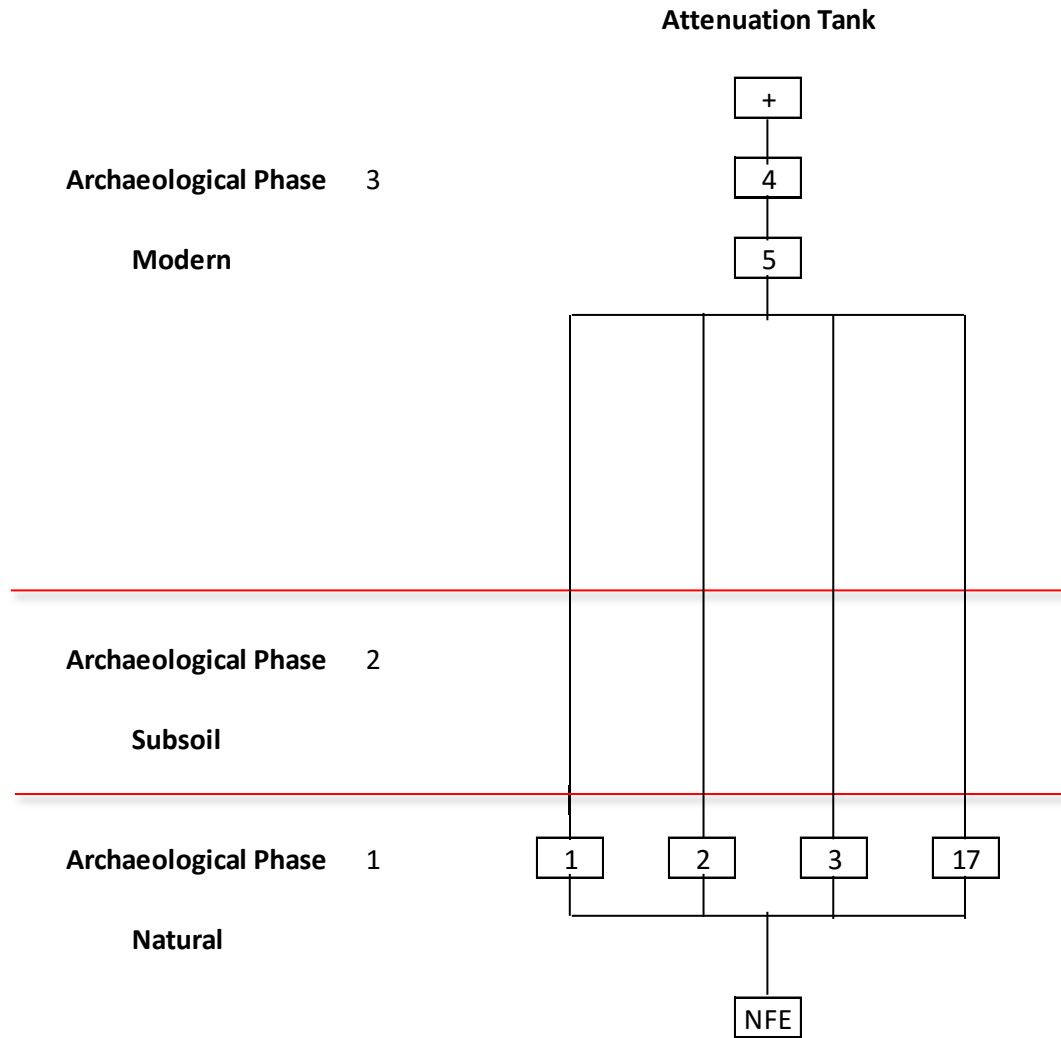 Attenuation Tank
+
Archaeological Phase 3
4
Modern
5
Archaeological Phase 2
Subsoil
Archaeological Phase 1
1 2 3 17
Natural
NFE